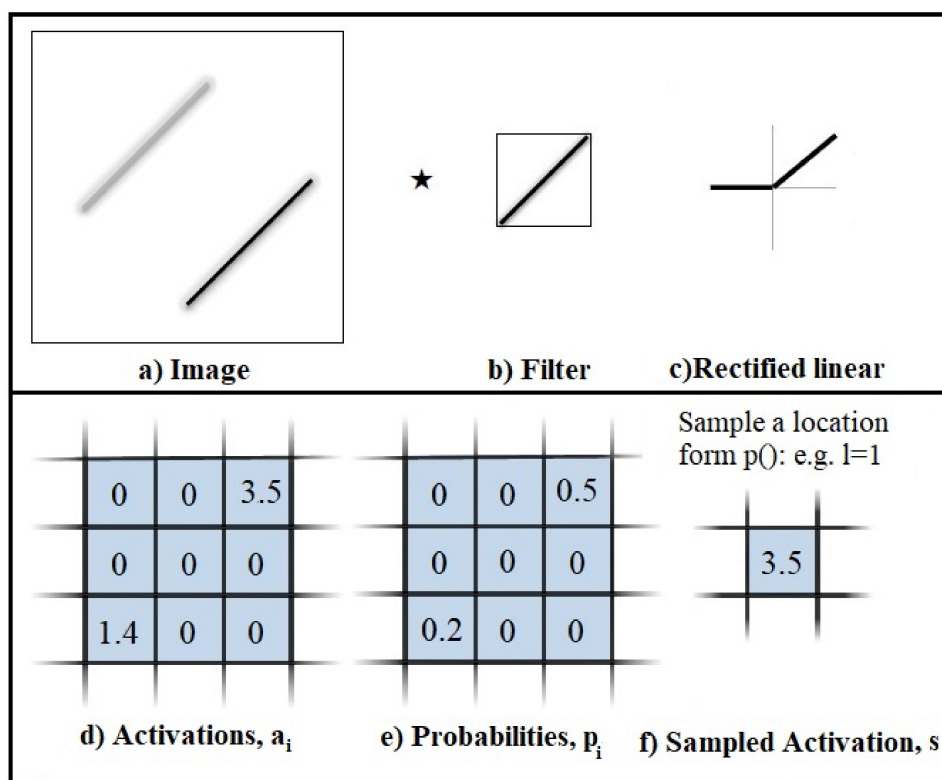 a) Image
b) Filter
c)Rectified linear
Sample a location
form p(): e.g. l=1
0 0 3.5
0 0 0
1.4 0 0
0 0 0.5
0 0 0
0.2 0 0
3.5
d) Activations, ai
e) Probabilities, pi
f) Sampled Activation, s